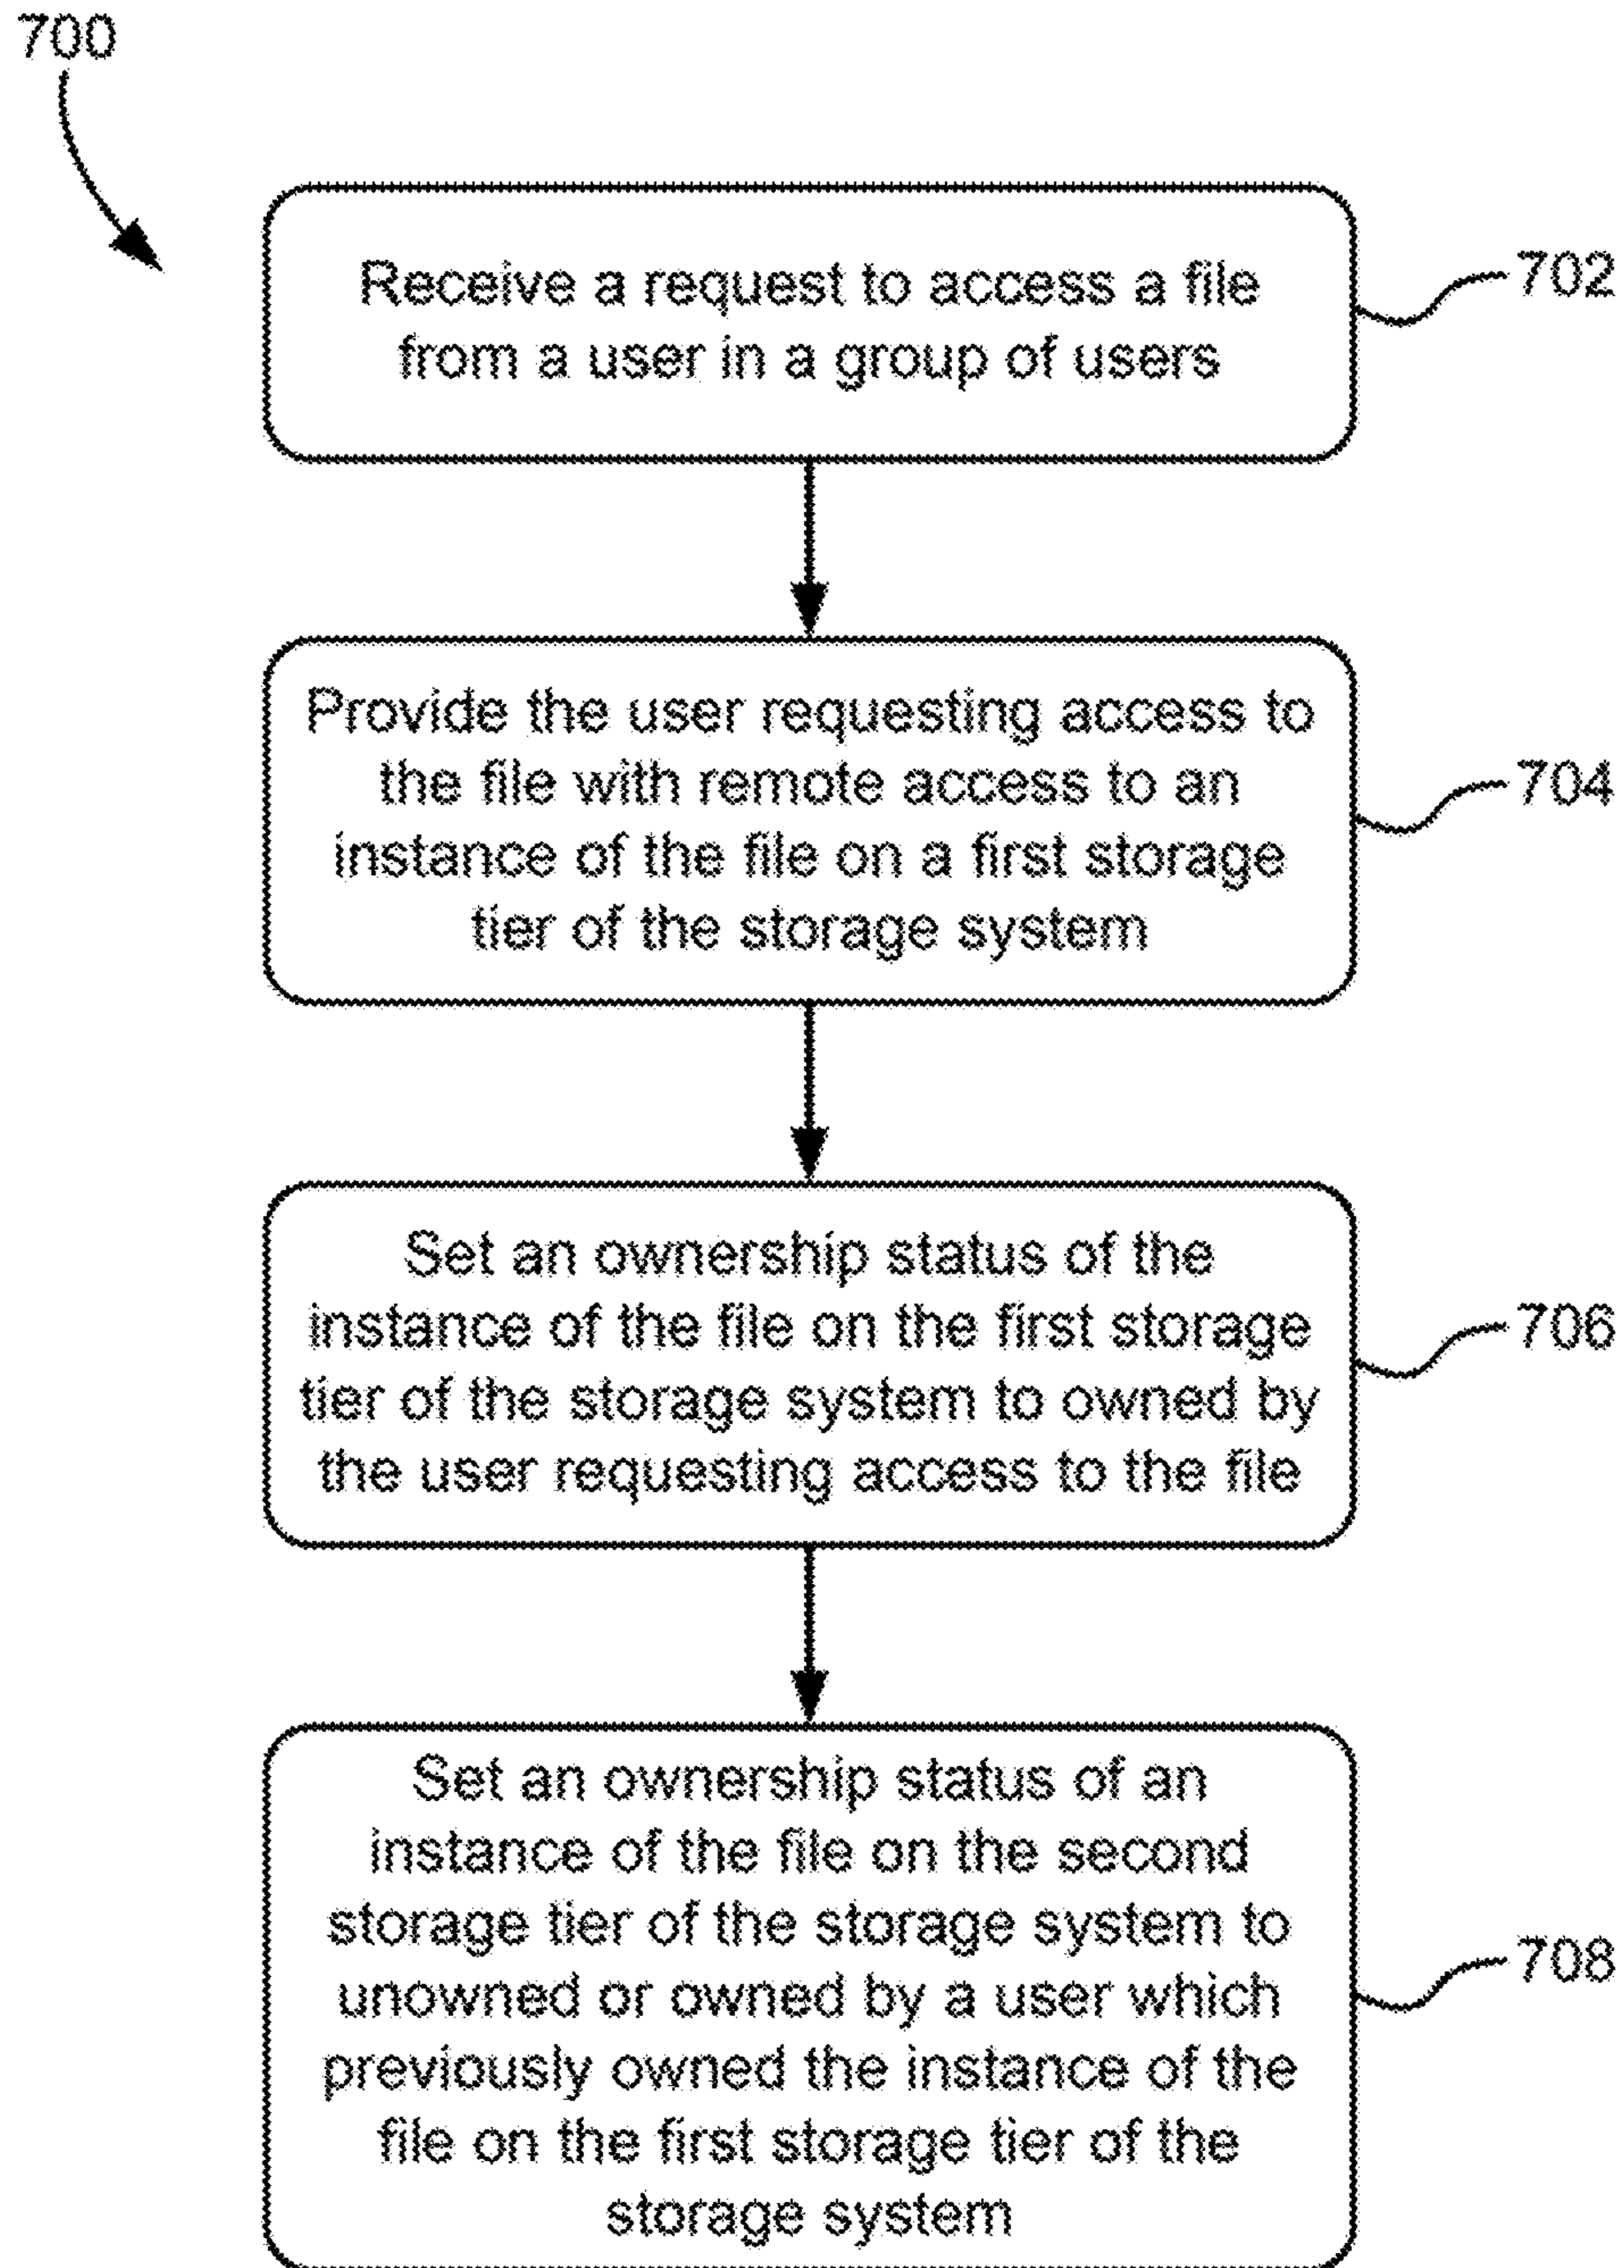 700
Receive a request to access a file
from a user in a group of users
702
Provide the user requesting access to
the file with remote access to an
instance of the file on a first storage
tier of the storage system
704
Set an ownership status of the
instance of the file on the first storage
tier of the storage system to owned by
the user requesting access to the file
706
Set an ownership status of an
instance of the file on the second
storage tier of the storage system to
unowned or owned by a user which
previously owned the instance of the
file on the first storage tier of the
storage system
708